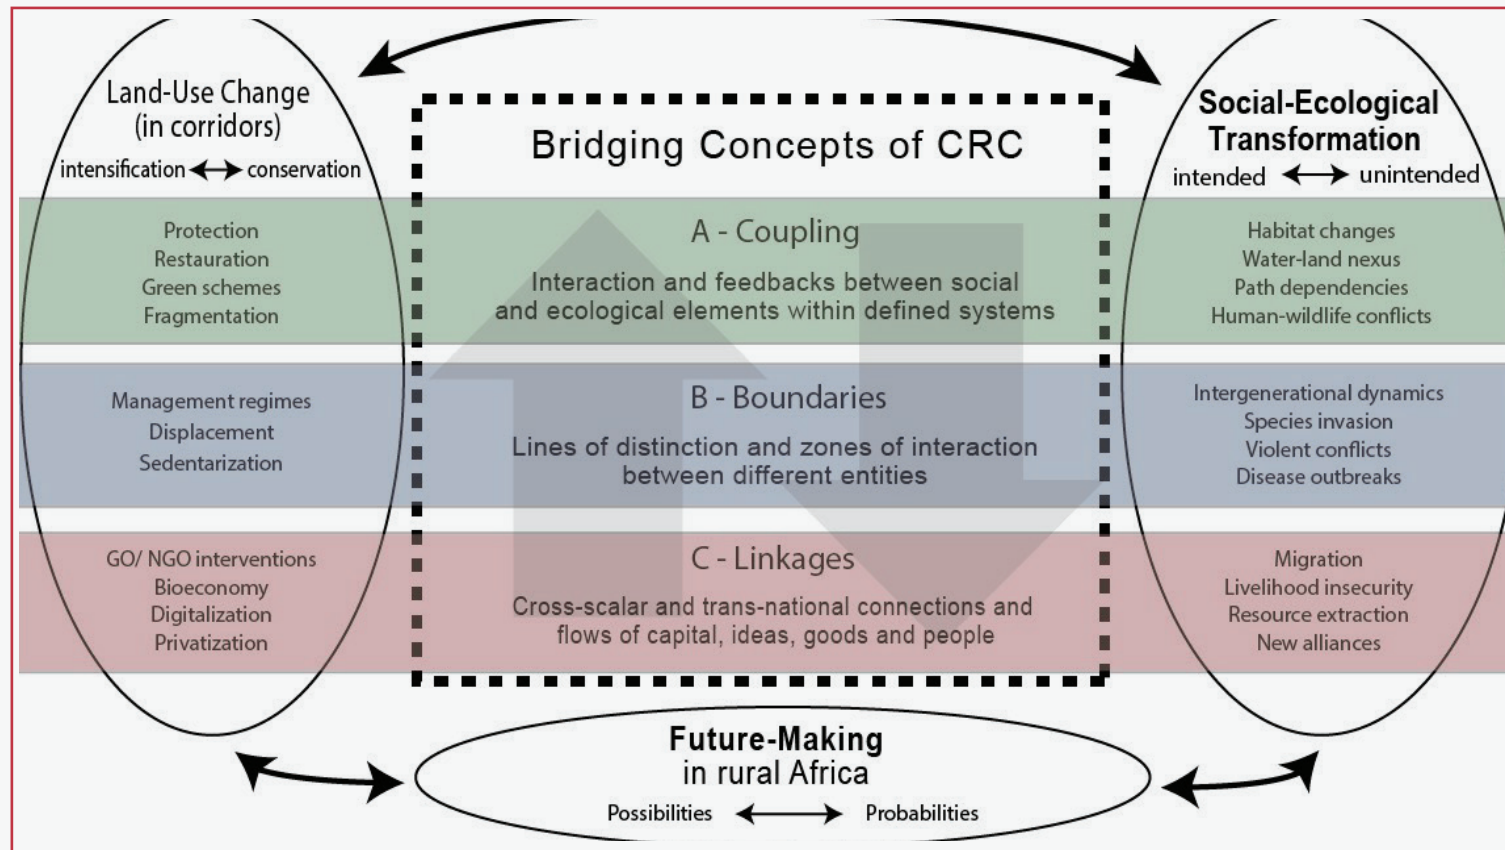 Land-Use Change
(in corridors)
intensification conservation
Bridging Concepts of CRC
Social-Ecological
Transformation
intended unintended
Protection
Restauration
Green schemes
Fragmentation
A - Coupling
Interaction and feedbacks between social
and ecological elements within defined systems
Habitat changes
Water-land nexus
Path dependencies
Human-wildlife conflicts
Management regimes
Displacement
Sedentarization
B - Boundaries
Lines of distinction and zones of interaction
between different entities
Intergenerational dynamics
Species invasion
Violent conflicts
Disease outbreaks
GO/ NGO interventions
Bioeconomy
Digitalization
Privatization
C - Linkages
Cross-scalar and trans-national connections and
flows of capital, ideas, goods and people
Migration
Livelihood insecurity
Resource extraction
New alliances
Future-Making
in rural Africa
Possibilities Probabilities